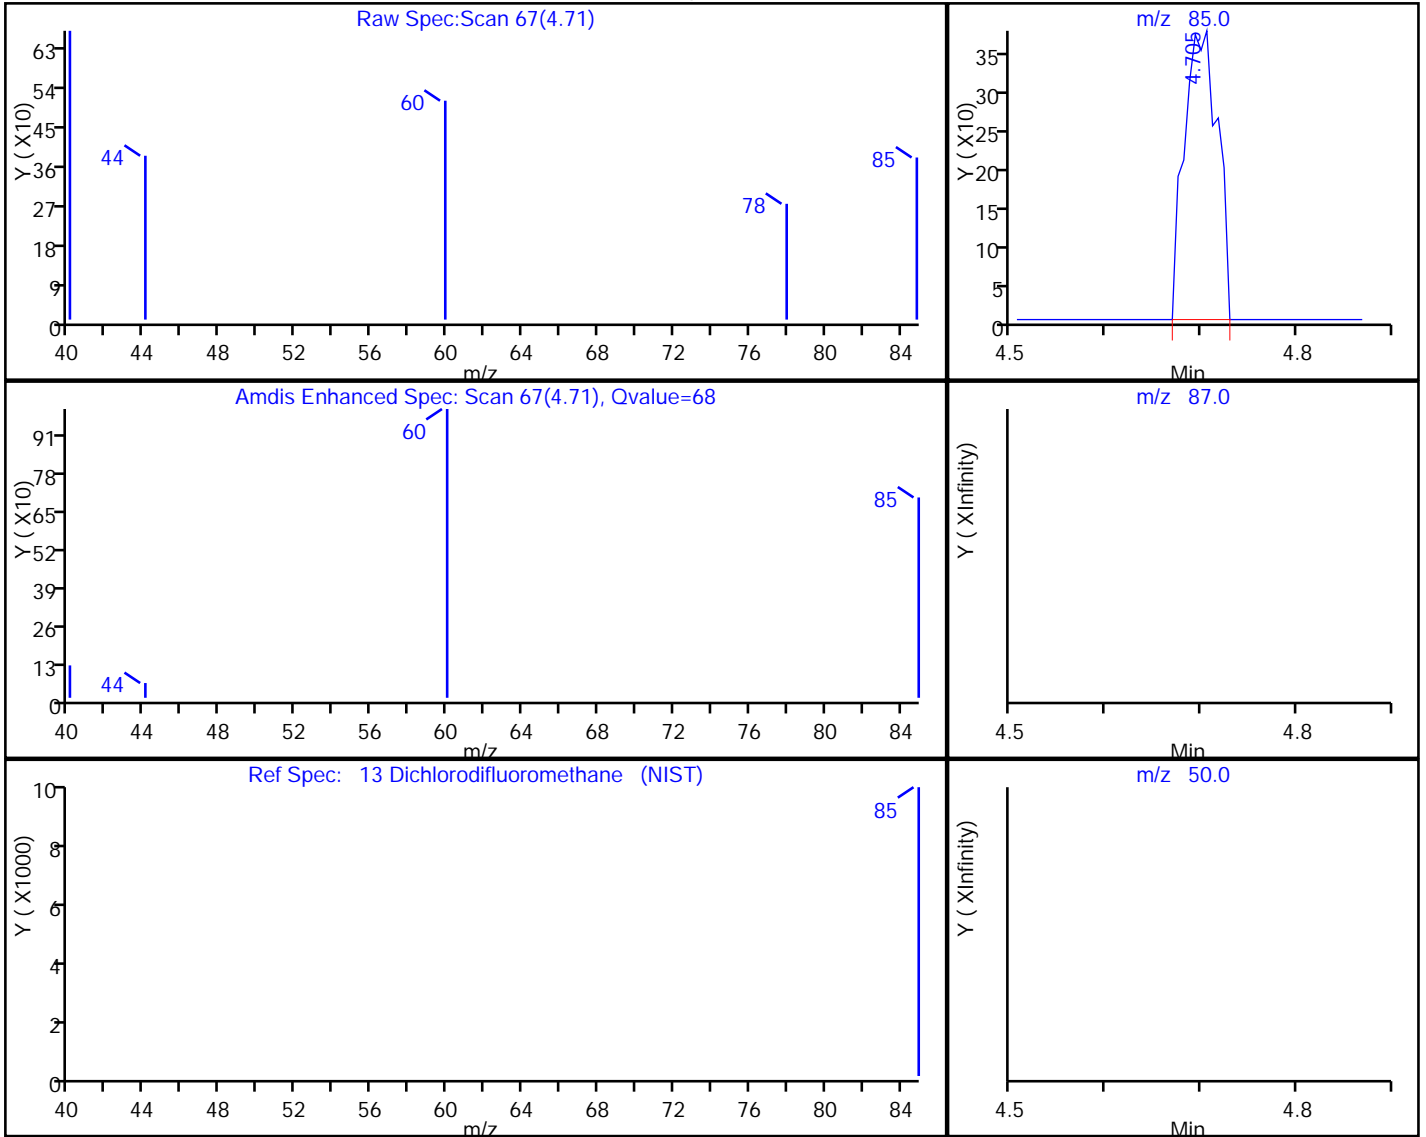 Raw Spec:Scan 67(4.71)
Y ( X10)
63
54
45
36
27
18
9
0
44
60
78
85
40 44 48 52 56 60 64 68 72 76 80 84
m/z
m/z 85.0
Y ( X10)
35
30
25
20
15
10
5
0
4.705
4.5 4.8
Min
Amdis Enhanced Spec: Scan 67(4.71), Qvalue=68
Y ( X10)
91
78
65
52
39
26
13
0
44
60
85
40 44 48 52 56 60 64 68 72 76 80 84
m/z
m/z 87.0
Y ( XInfinity)
4.5 4.8
Min
Ref Spec: 13 Dichlorodifluoromethane (NIST)
Y ( X1000)
10
8
6
4
2
0
85
40 44 48 52 56 60 64 68 72 76 80 84
m/z
m/z 50.0
Y ( XInfinity)
4.5 4.8
Min